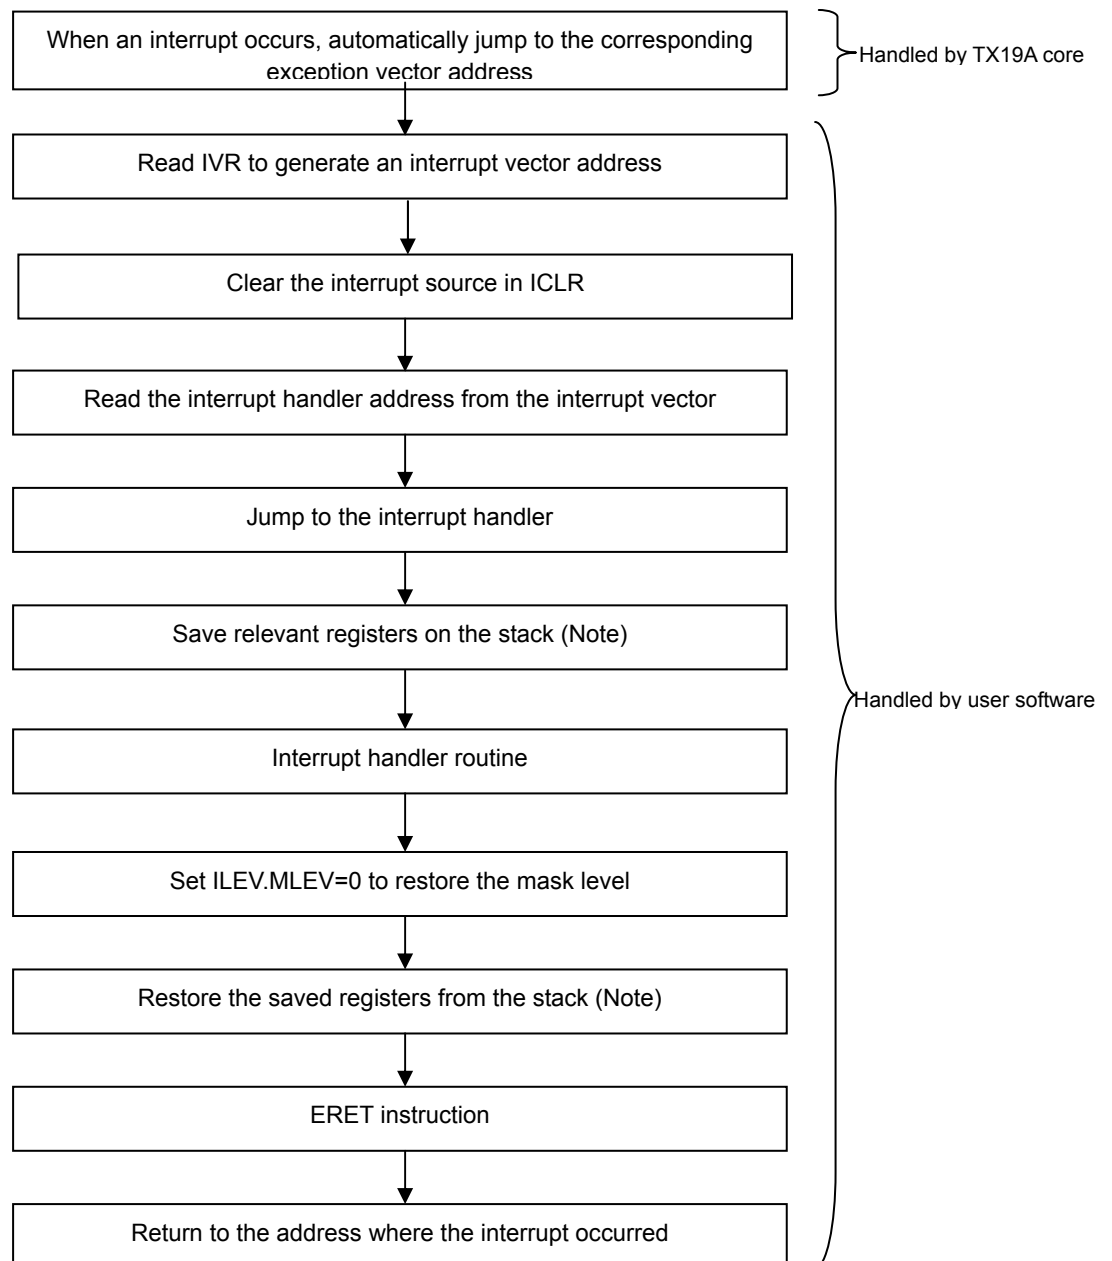 When an interrupt occurs, automatically jump to the corresponding
exception vector address
Handled by TX19A core
Read IVR to generate an interrupt vector address
Clear the interrupt source in ICLR
Read the interrupt handler address from the interrupt vector
Jump to the interrupt handler
Save relevant registers on the stack (Note)
Handled by user software
Interrupt handler routine
Set ILEV.MLEV=0 to restore the mask level
Restore the saved registers from the stack (Note)
ERET instruction
Return to the address where the interrupt occurred